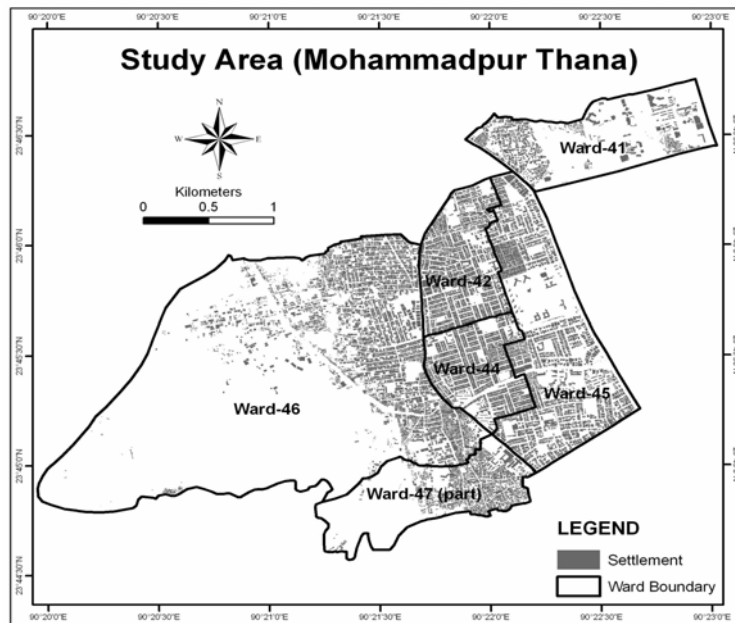 90°20'0"E 90°20'30"E 90°21'0"E 90°21'30"E 90°22'0"E 90°22'30"E 90°23'0"E
Study Area (Mohammadpur Thana)
N
W E
S
Kilometers
0 0.5 1
23°46'30"N
23°46'0"N
23°45'30"N
23°45'0"N
23°44'30"N
Ward-41
Ward-42
Ward-44
Ward-45
Ward-46
Ward-47 (part)
LEGEND
Settlement
Ward Boundary
90°20'0"E 90°20'30"E 90°21'0"E 90°21'30"E 90°22'0"E 90°22'30"E 90°23'0"E